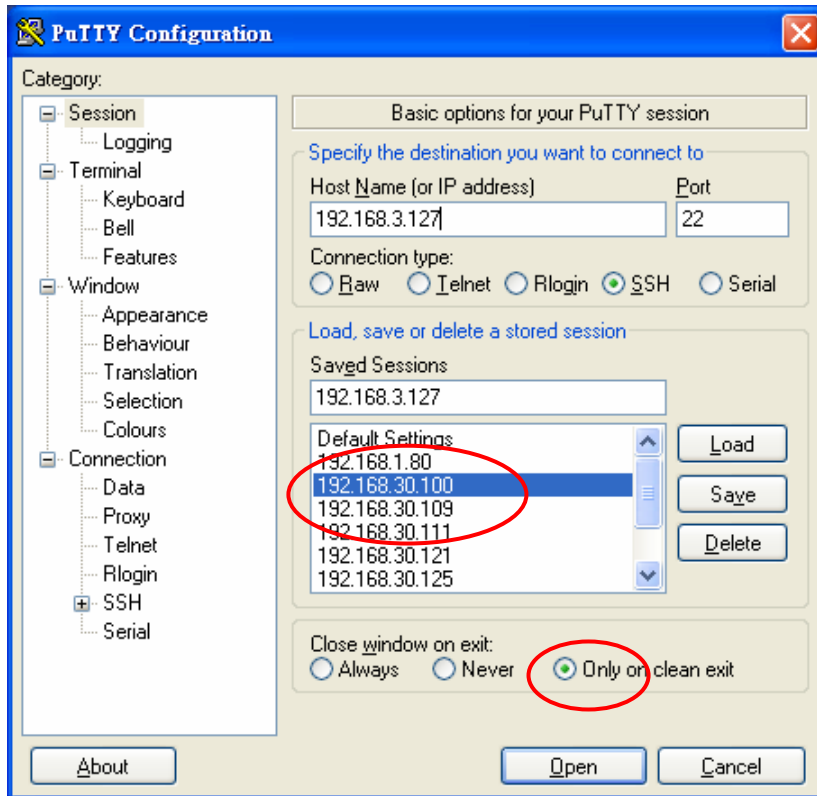 PuTTY Configuration
Category:
Session
Logging
Terminal
Keyboard
Bell
Features
Window
Appearance
Behaviour
Translation
Selection
Colours
Connection
Data
Proxy
Telnet
Rlogin
SSH
Serial
Basic options for your PuTTY session
Specify the destination you want to connect to
Host Name (or IP address) Port
192.168.3.127 22
Connection type:
Raw Telnet Rlogin SSH Serial
Load, save or delete a stored session
Saved Sessions
192.168.3.127
Default Settings
192.168.1.80
192.168.30.100
192.168.30.109
192.168.30.111
192.168.30.121
192.168.30.125
Load
Save
Delete
Close window on exit:
Always Never Only on clean exit
About Open Cancel